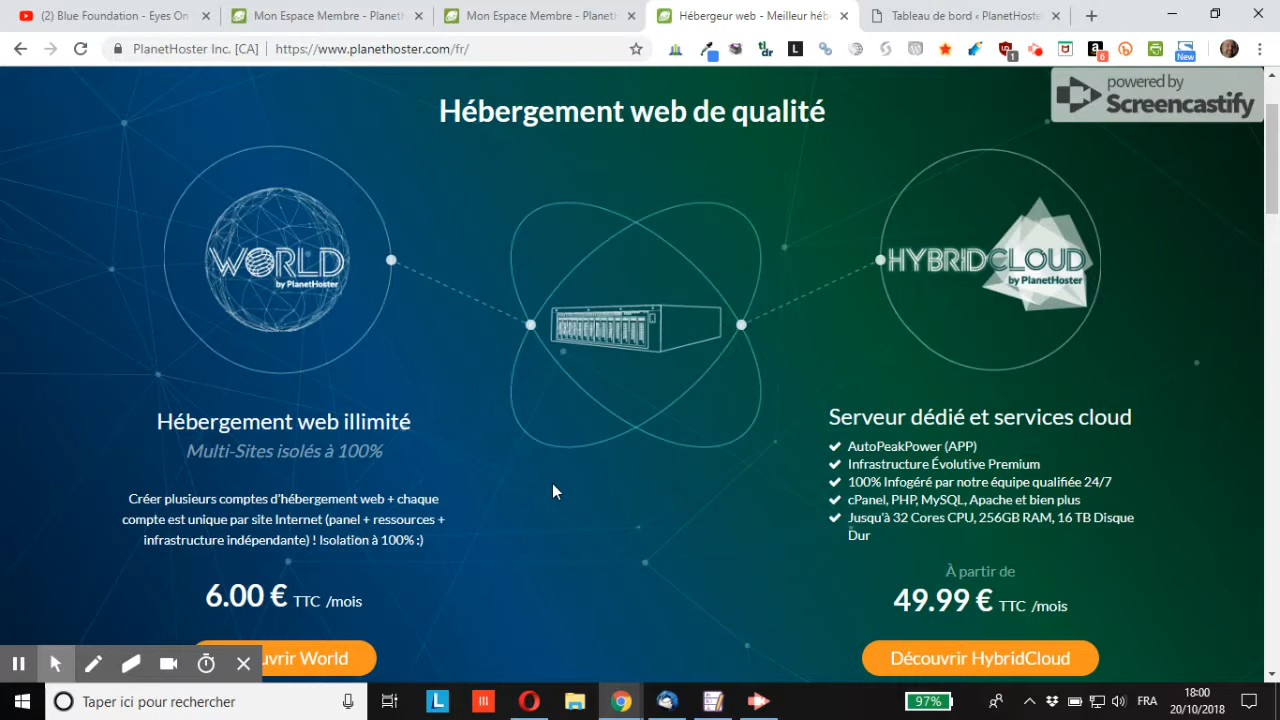 (2) Blue Foundation - Eyes On
Mon Espace Membre - Planet
Mon Espace Membre - Planet
Hébergeur web - Meilleur héb
Tableau de bord ‹ PlanetHoste
PlanetHoster Inc. [CA]
https://www.planethoster.com/fr/
tl;dr
L
1
6
New
powered by
Screencastify
Hébergement web de qualité
WORLD
by PlanetHoster
HYBRIDCLOUD
by PlanetHoster
Hébergement web illimité
Multi-Sites isolés à 100%
Créer plusieurs comptes d'hébergement web + chaque
compte est unique par site Internet (panel + ressources +
infrastructure indépendante) ! Isolation à 100% :)
6.00 € TTC /mois
uvrir World
Serveur dédié et services cloud
AutoPeakPower (APP)
Infrastructure Évolutive Premium
100% Infogéré par notre équipe qualifiée 24/7
cPanel, PHP, MySQL, Apache et bien plus
Jusqu'à 32 Cores CPU, 256GB RAM, 16 TB Disque
Dur
À partir de
49.99 € TTC /mois
Découvrir HybridCloud
Taper ici pour rechercher
L
97%
FRA
18:00
20/10/2018